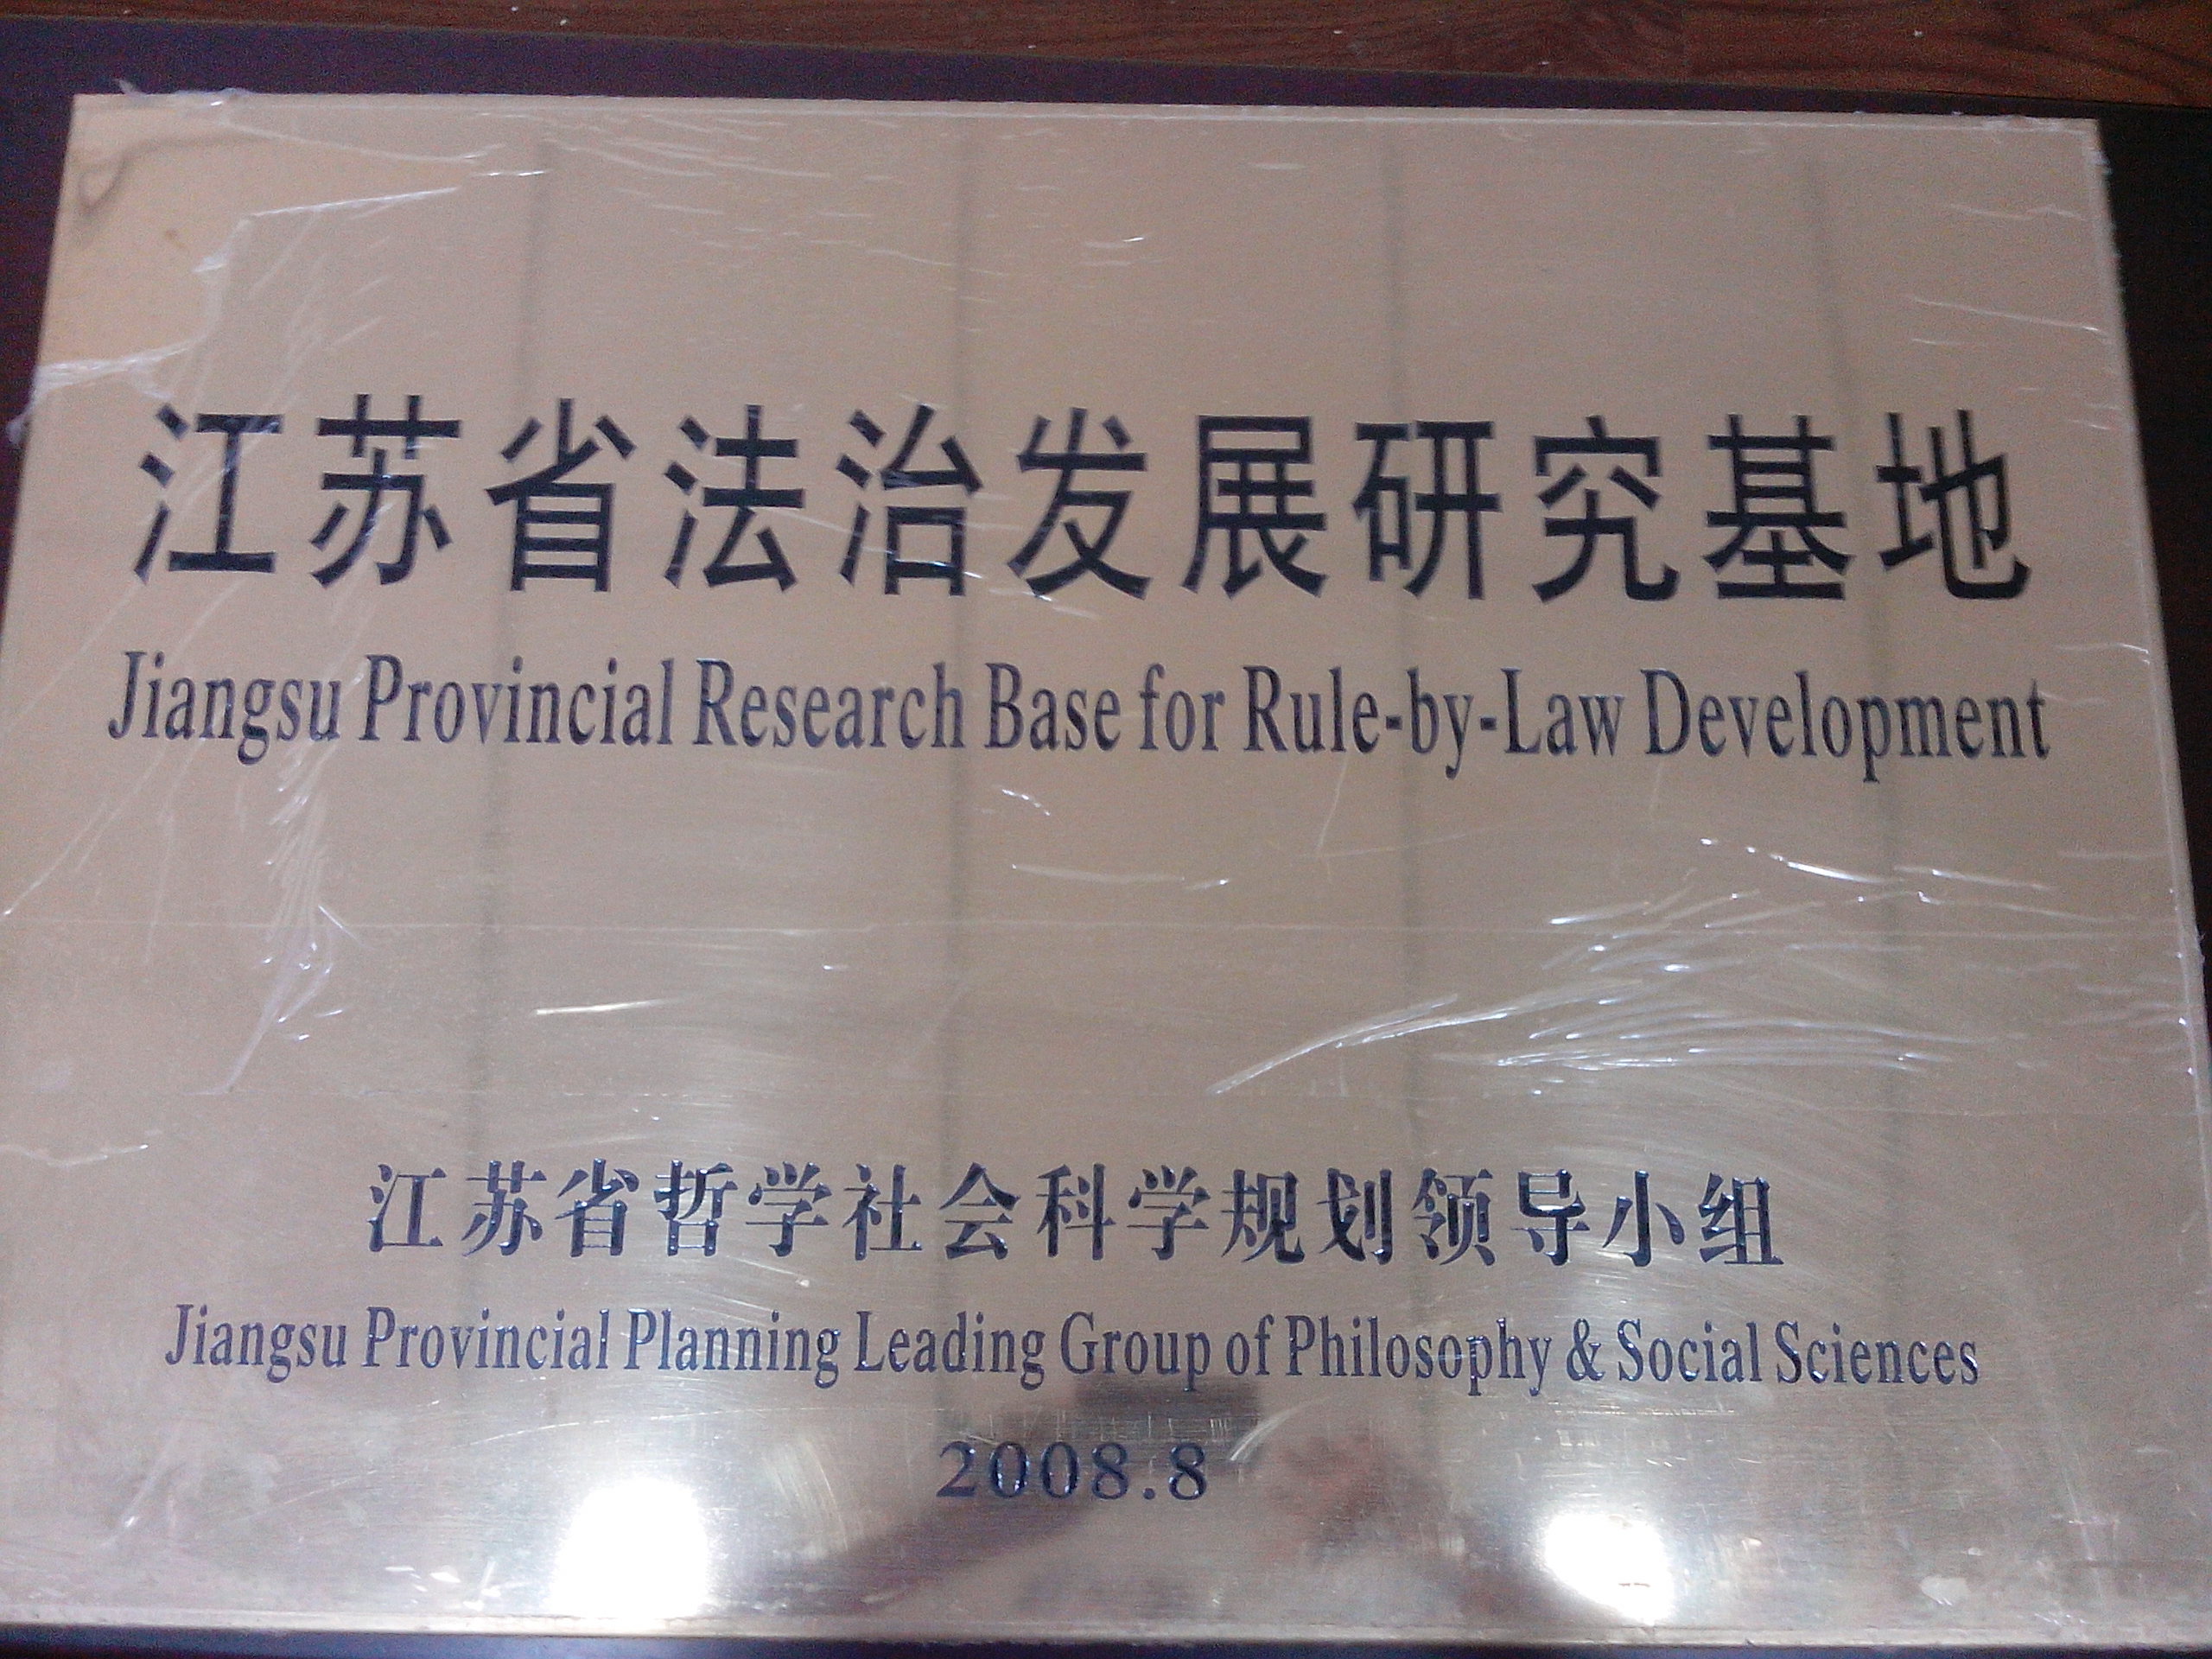 江苏省法治发展研究基地
Jiangsu Provincial Research Base for Rule-by-Law Development
江苏省哲学社会科学规划领导小组
Jiangsu Provincial Planning Leading Group of Philosophy & Social Sciences
2008.8